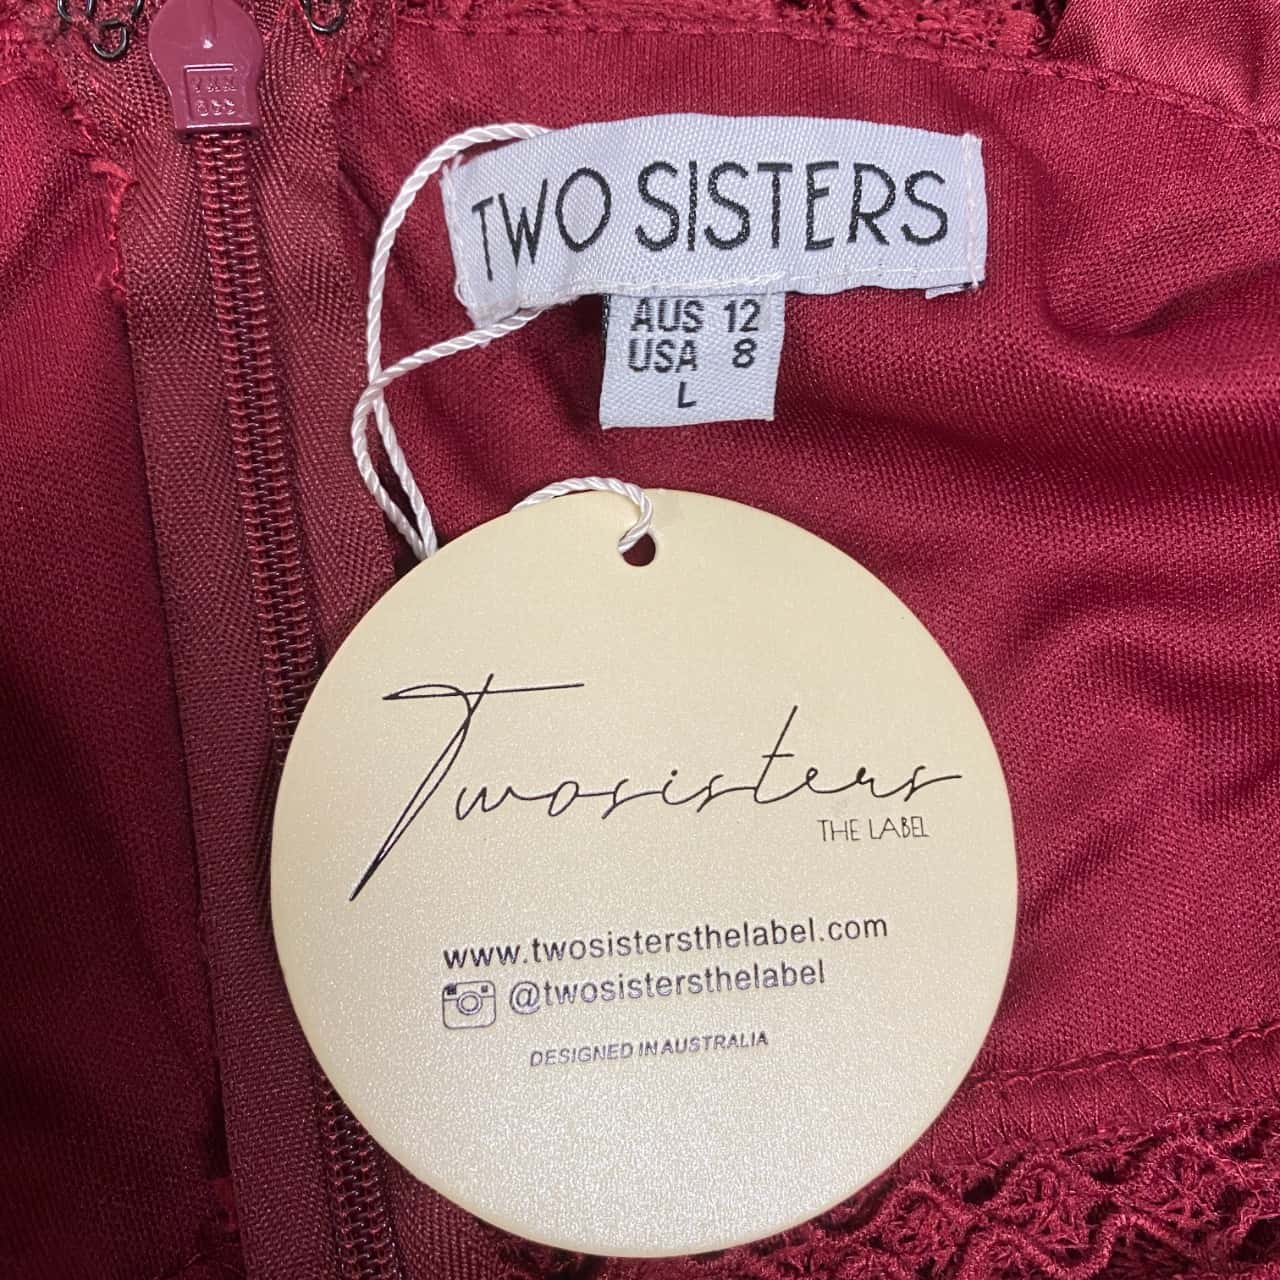 TWO SISTERS
AUS 12
USA 8
L
Twosisters
THE LABEL
www.twosistersthelabel.com
@twosistersthelabel
DESIGNED IN AUSTRALIA